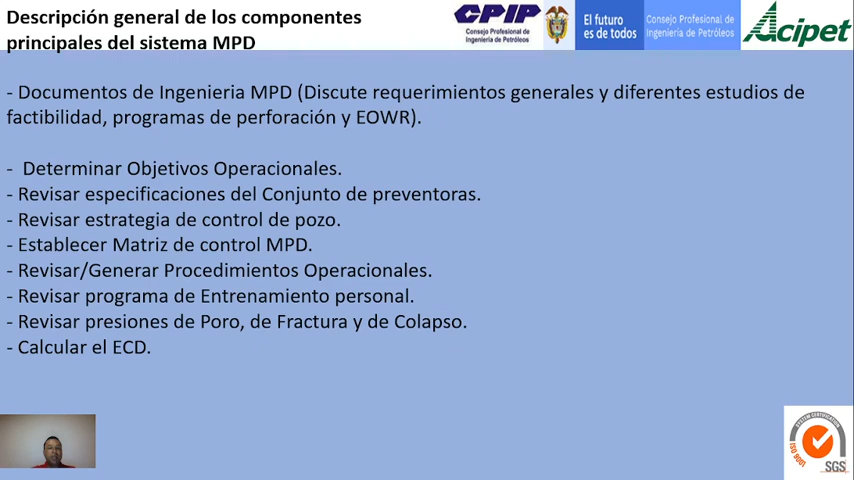 Descripción general de los componentes
principales del sistema MPD
CPIP
Consejo Profesional de
Ingeniería de Petróleos
El futuro
es de todos
Consejo Profesional de
Ingeniería de Petróleos
Acipet
- Documentos de Ingenieria MPD (Discute requerimientos generales y diferentes estudios de
factibilidad, programas de perforación y EOWR).
- Determinar Objetivos Operacionales.
- Revisar especificaciones del Conjunto de preventoras.
- Revisar estrategia de control de pozo.
- Establecer Matriz de control MPD.
- Revisar/Generar Procedimientos Operacionales.
- Revisar programa de Entrenamiento personal.
- Revisar presiones de Poro, de Fractura y de Colapso.
- Calcular el ECD.
SYSTEM CERTIFICATION
ISO 9001
SGS